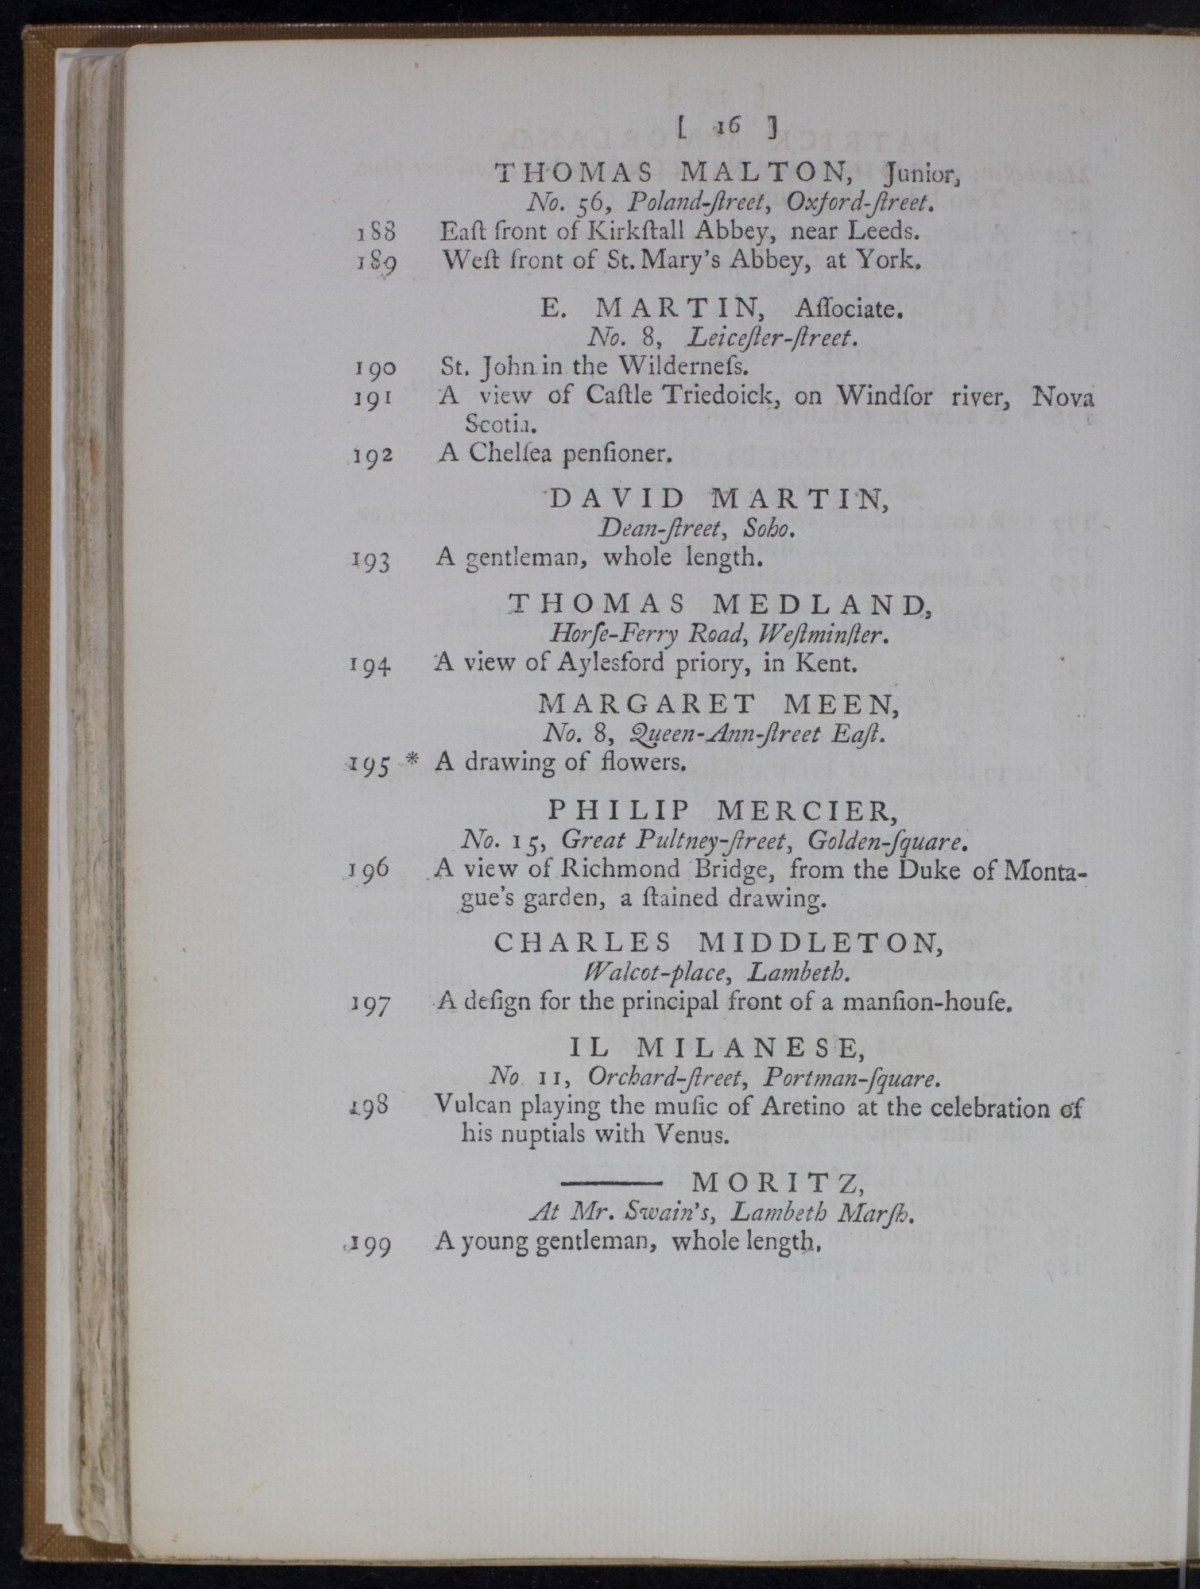 [ 16 ]
THOMAS MALTON, Junior,
No. 56, Poland-ſtreet, Oxford-ſtreet.
188 Eaſt front of Kirkſtall Abbey, near Leeds.
189 Weſt front of St. Mary's Abbey, at York.
E. MARTIN, Aſſociate.
No. 8, Leiceſter-ſtreet.
190 St. John in the Wilderneſs.
191 A view of Caſtle Triedoick, on Windſor river, Nova
Scotia.
192 A Chelſea penſioner.
DAVID MARTIN,
Dean-ſtreet, Soho.
193 A gentleman, whole length.
THOMAS MEDLAND,
Horſe-Ferry Road, Weſtminſter.
194 A view of Aylesford priory, in Kent.
MARGARET MEEN,
No. 8, Queen-Ann-ſtreet Eaſt.
195 * A drawing of flowers.
PHILIP MERCIER,
No. 15, Great Pultney-ſtreet, Golden-ſquare.
196 A view of Richmond Bridge, from the Duke of Monta-
gue's garden, a ſtained drawing.
CHARLES MIDDLETON,
Walcot-place, Lambeth.
197 A deſign for the principal front of a manſion-houſe.
IL MILANESE,
No. 11, Orchard-ſtreet, Portman-ſquare.
198 Vulcan playing the muſic of Aretino at the celebration of
his nuptials with Venus.
——— MORITZ,
At Mr. Swain's, Lambeth Marſh.
199 A young gentleman, whole length.